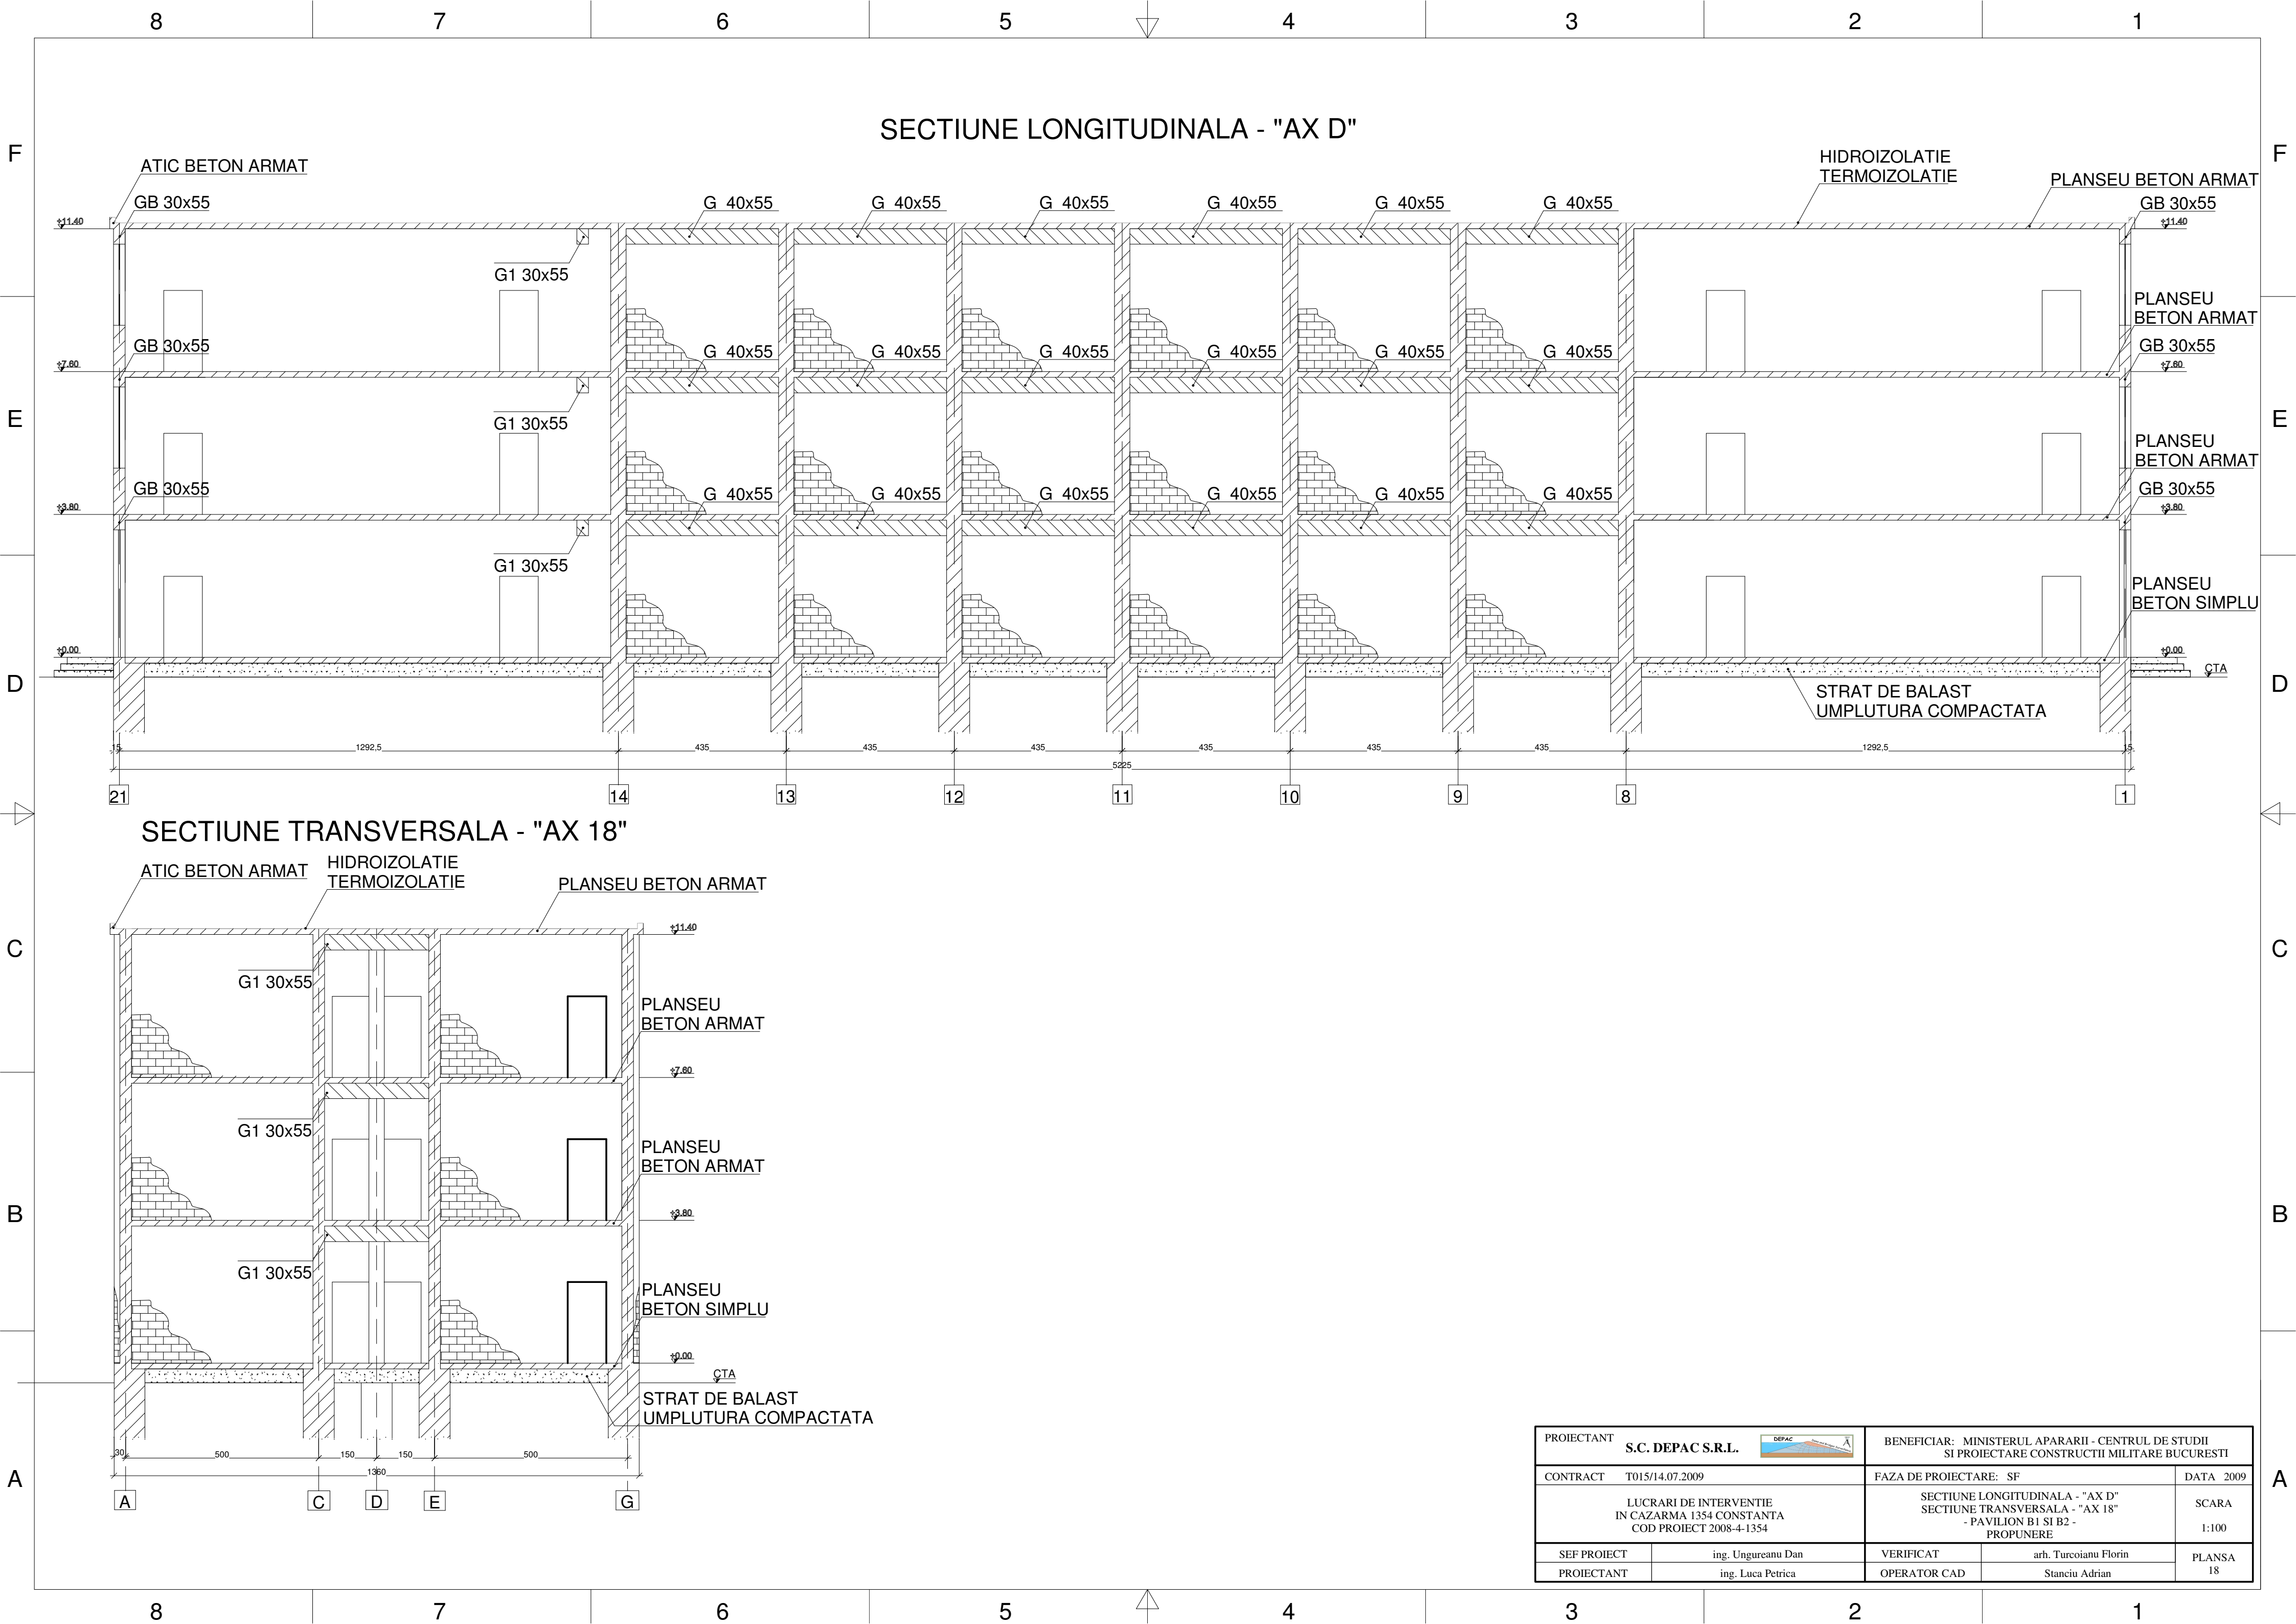 8 7 6 5 4 3 2 1
F F
E E
D D
C C
B B
A A
SECTIUNE LONGITUDINALA - "AX D"
ATIC BETON ARMAT
HIDROIZOLATIE
TERMOIZOLATIE
PLANSEU BETON ARMAT
GB 30x55
G 40x55 G 40x55 G 40x55 G 40x55 G 40x55 G 40x55
GB 30x55
+11.40
+11.40
G1 30x55
PLANSEU
BETON ARMAT
GB 30x55
G 40x55 G 40x55 G 40x55 G 40x55 G 40x55 G 40x55
GB 30x55
+7.60
+7.60
G1 30x55
PLANSEU
BETON ARMAT
GB 30x55
G 40x55 G 40x55 G 40x55 G 40x55 G 40x55 G 40x55
GB 30x55
+3.80
+3.80
G1 30x55
PLANSEU
BETON SIMPLU
±0.00
±0.00
CTA
STRAT DE BALAST
UMPLUTURA COMPACTATA
15 1292,5 435 435 435 435 435 435 1292,5 15
5225
21 14 13 12 11 10 9 8 1
SECTIUNE TRANSVERSALA - "AX 18"
ATIC BETON ARMAT
HIDROIZOLATIE
TERMOIZOLATIE
PLANSEU BETON ARMAT
+11.40
G1 30x55
PLANSEU
BETON ARMAT
+7.60
G1 30x55
PLANSEU
BETON ARMAT
+3.80
G1 30x55
PLANSEU
BETON SIMPLU
±0.00
CTA
STRAT DE BALAST
UMPLUTURA COMPACTATA
30 500 150 150 500
1360
A C D E G
PROIECTANT
S.C. DEPAC S.R.L.
DEPAC
BENEFICIAR: MINISTERUL APARARII - CENTRUL DE STUDII
SI PROIECTARE CONSTRUCTII MILITARE BUCURESTI
CONTRACT T015/14.07.2009
FAZA DE PROIECTARE: SF
DATA 2009
LUCRARI DE INTERVENTIE
IN CAZARMA 1354 CONSTANTA
COD PROIECT 2008-4-1354
SECTIUNE LONGITUDINALA - "AX D"
SECTIUNE TRANSVERSALA - "AX 18"
- PAVILION B1 SI B2 -
PROPUNERE
SCARA
1:100
SEF PROIECT ing. Ungureanu Dan
VERIFICAT arh. Turcoianu Florin
PROIECTANT ing. Luca Petrica
OPERATOR CAD Stanciu Adrian
PLANSA
18
8 7 6 5 4 3 2 1